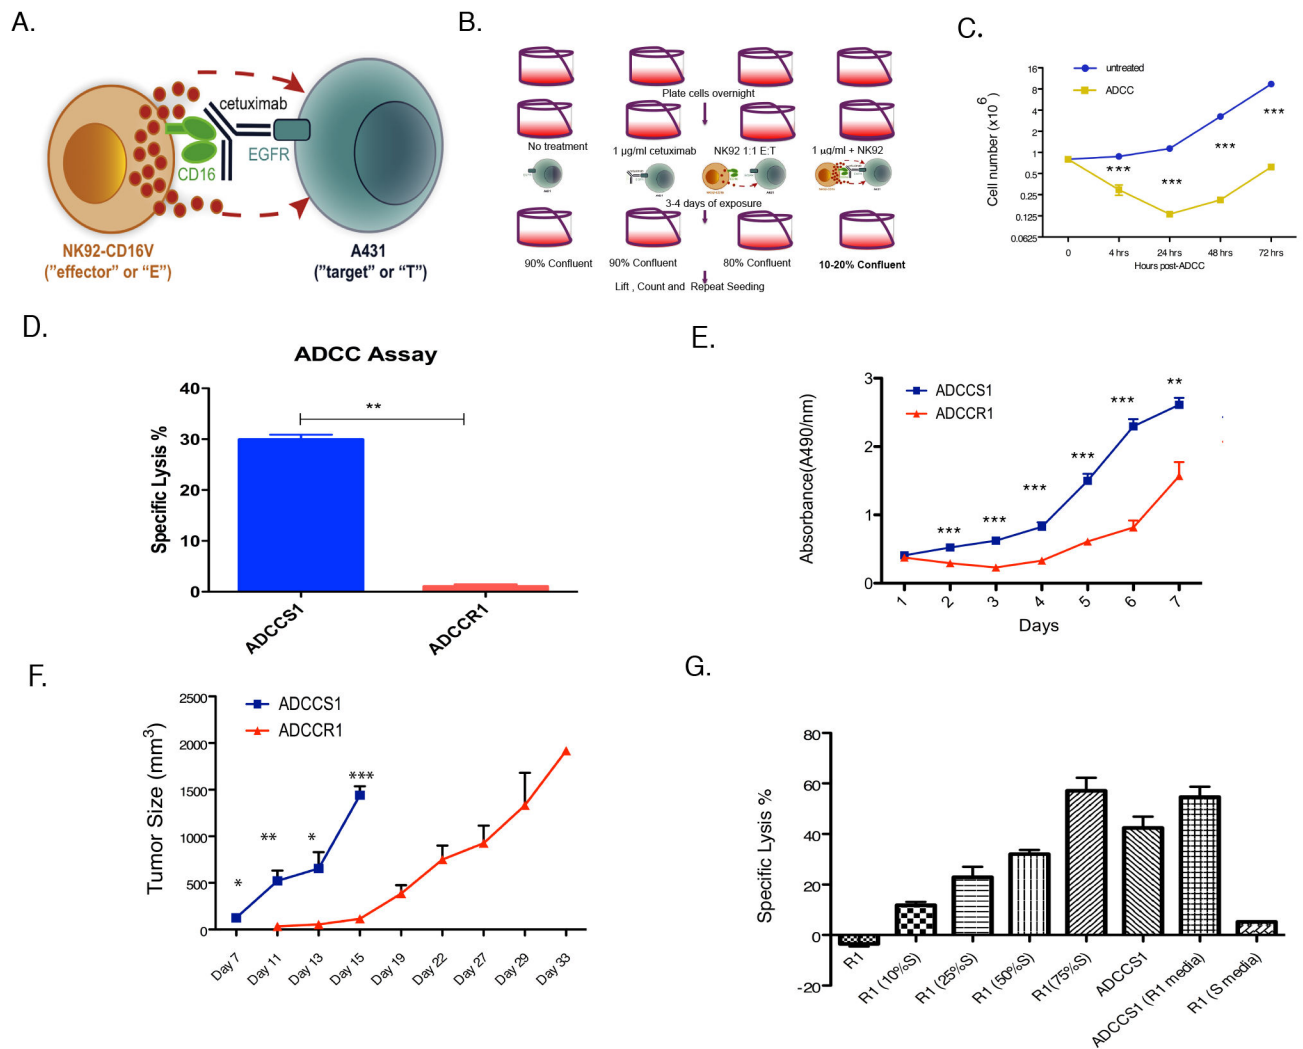 A.
cetuximab
EGFR
CD16
NK92-CD16V
("effector" or "E")
A431
("target" or "T")
B.
Plate cells overnight
No treatment
1 µg/ml cetuximab
NK92 1:1 E:T
1 µg/ml + NK92
3-4 days of exposure
90% Confluent
90% Confluent
80% Confluent
10-20% Confluent
Lift , Count and Repeat Seeding
C.
untreated
ADCC
Cell number (x10^6)
16
8
4
2
1
0.5
0.25
0.125
0.0625
***
***
***
***
0
4 hrs
24 hrs
48 hrs
72 hrs
Hours post-ADCC
D.
ADCC Assay
Specific Lysis %
40
30
20
10
0
**
ADCCS1
ADCCR1
E.
ADCCS1
ADCCR1
Absorbance(A490/nm)
3
2
1
0
***
***
***
***
***
**
1
2
3
4
5
6
7
Days
F.
ADCCS1
ADCCR1
Tumor Size (mm³)
2500
2000
1500
1000
500
0
*
**
*
***
Day 7
Day 11
Day 13
Day 15
Day 19
Day 22
Day 27
Day 29
Day 33
G.
Specific Lysis %
80
60
40
20
0
-20
R1
R1 (10%S)
R1 (25%S)
R1 (50%S)
R1(75%S)
ADCCS1
ADCCS1 (R1 media)
R1 (S media)